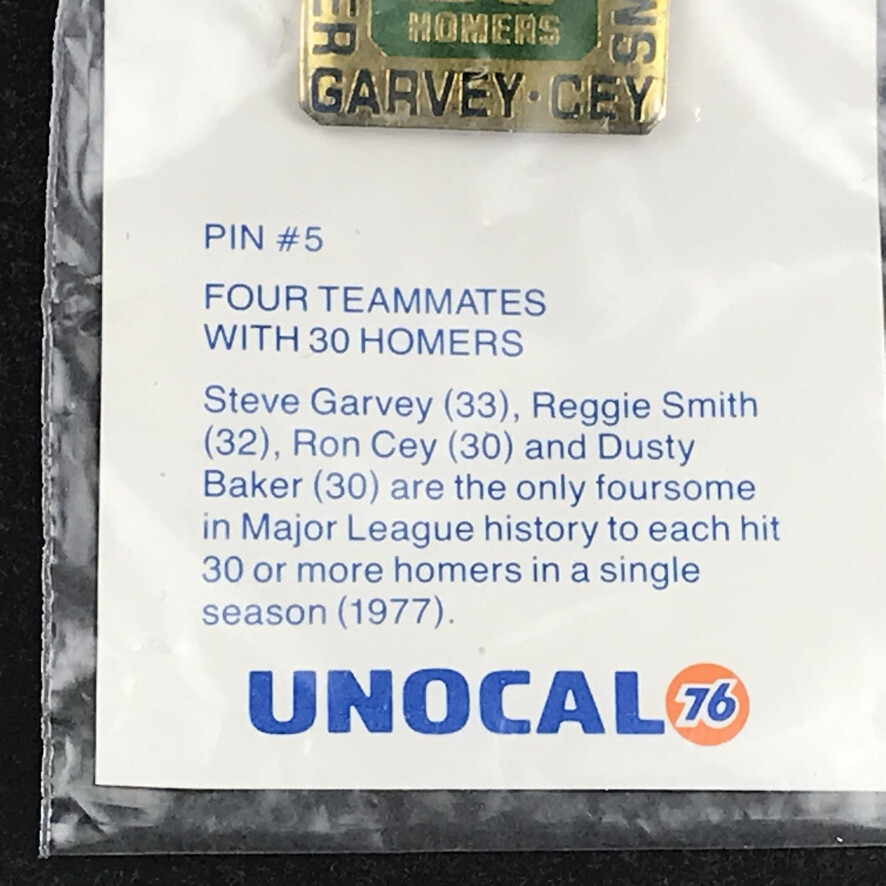 HOMERS
GARVEY·CEY
PIN #5
FOUR TEAMMATES
WITH 30 HOMERS
Steve Garvey (33), Reggie Smith
(32), Ron Cey (30) and Dusty
Baker (30) are the only foursome
in Major League history to each hit
30 or more homers in a single
season (1977).
UNOCAL 76